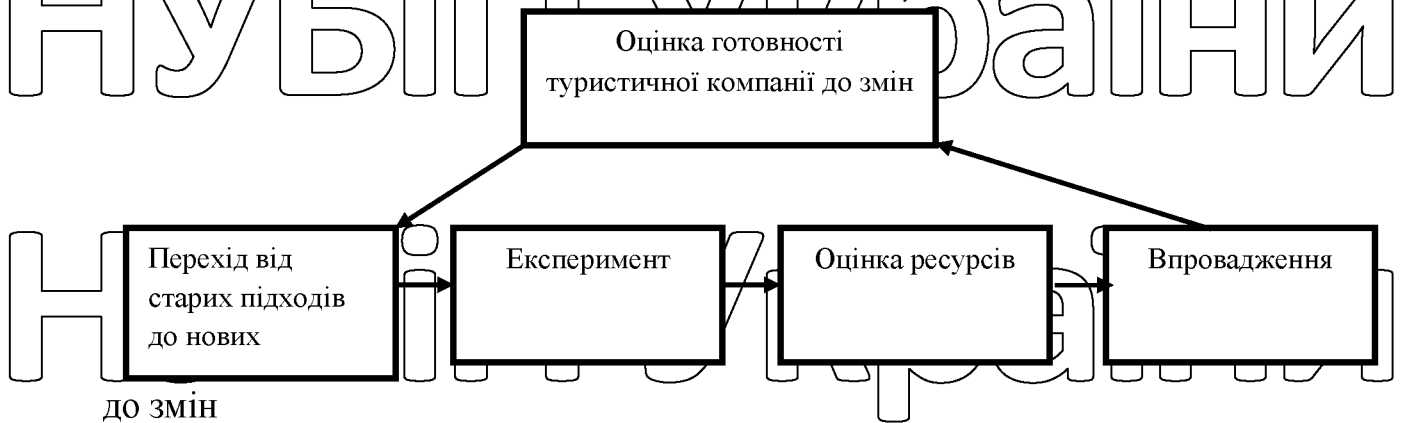 НУБІП України
Оцінка готовності
туристичної компанії до змін
Перехід від
старих підходів
до нових
Експеримент
Оцінка ресурсів
Впровадження
НУБІП України
до змін